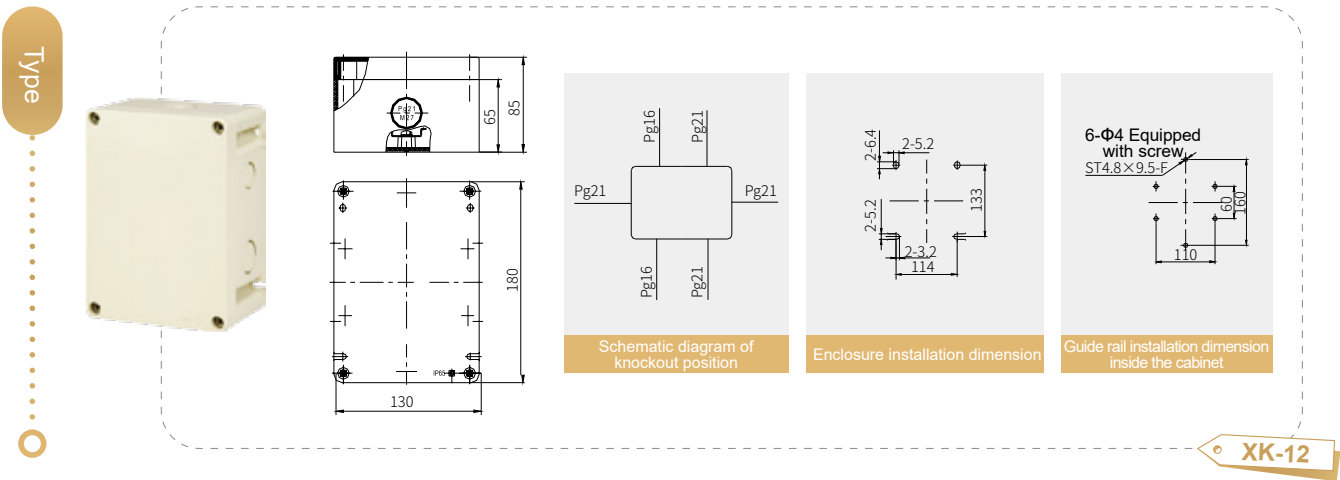 Type
Pg21
M27
65
85
180
IP65
130
Pg16
Pg21
Pg21
Pg21
Pg16
Pg21
Schematic diagram of
knockout position
2-6.4
2-5.2
133
2-5.2
2-3.2
114
Enclosure installation dimension
6-Φ4 Equipped
with screw
ST4.8×9.5-F
60
160
110
Guide rail installation dimension
inside the cabinet
XK-12